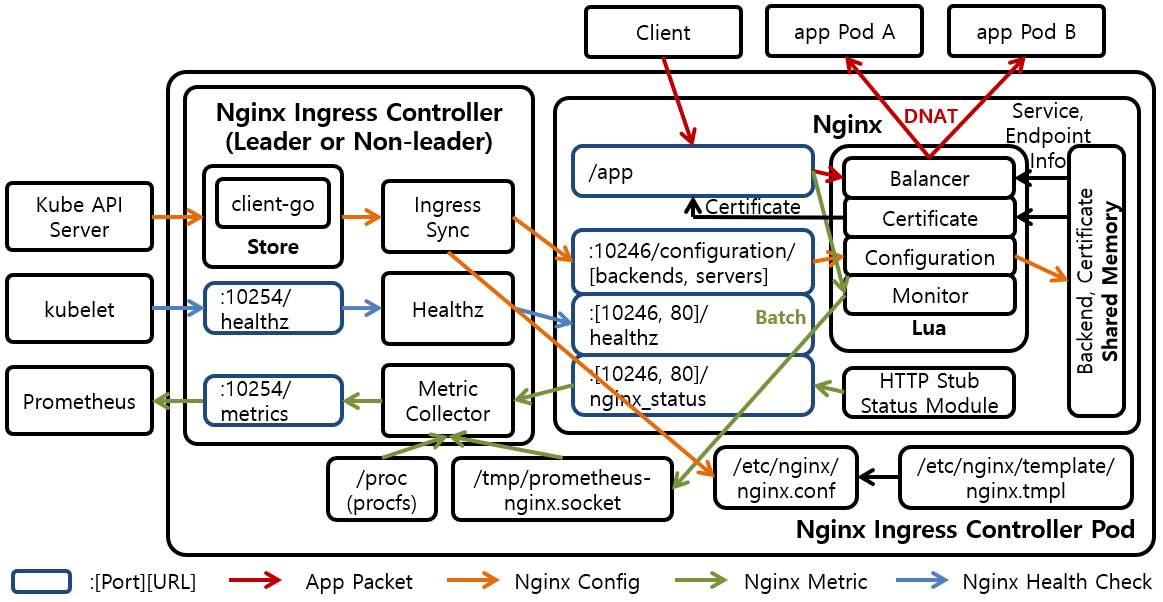 Client
app Pod A
app Pod B
Nginx Ingress Controller
(Leader or Non-leader)
Nginx
DNAT
Service,
Endpoint
Info
Kube API
Server
client-go
Store
Ingress
Sync
/app
Certificate
Balancer
Certificate
Configuration
Monitor
Lua
Backend, Certificate
Shared Memory
:10246/configuration/
[backends, servers]
kubelet
:10254/
healthz
Healthz
:[10246, 80]/
healthz
Batch
Prometheus
:10254/
metrics
Metric
Collector
:[10246, 80]/
nginx_status
HTTP Stub
Status Module
/proc
(procfs)
/tmp/prometheus-
nginx.socket
/etc/nginx/
nginx.conf
/etc/nginx/template/
nginx.tmpl
Nginx Ingress Controller Pod
:[Port][URL]
App Packet
Nginx Config
Nginx Metric
Nginx Health Check